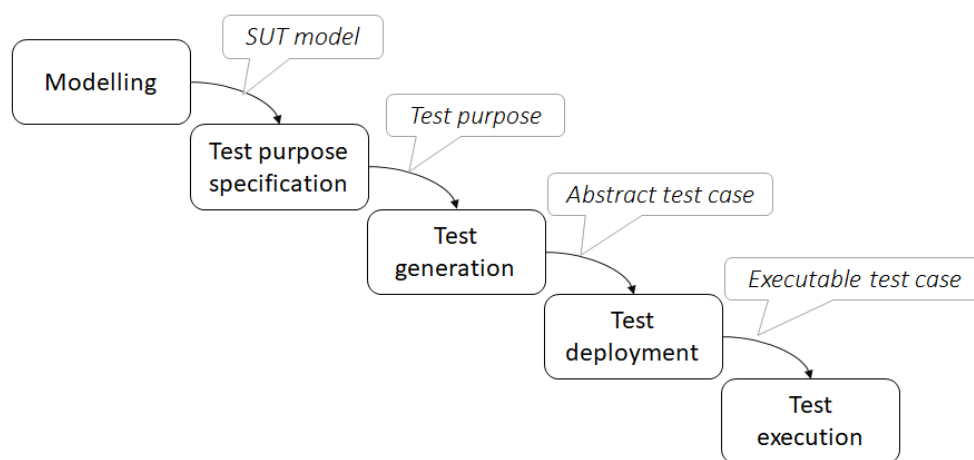 SUT model
Modelling
Test purpose
Test purpose
specification
Abstract test case
Test
generation
Executable test case
Test
deployment
Test
execution